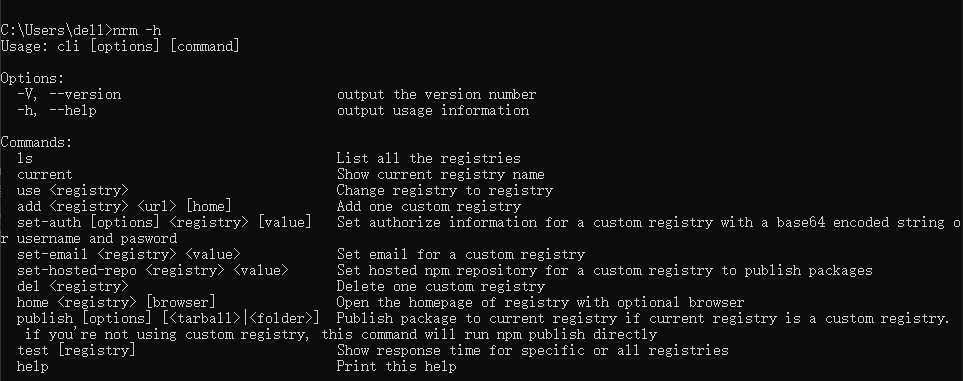 C:\Users\dell>nrm -h
Usage: cli [options] [command]

Options:
  -V, --version                           output the version number
  -h, --help                              output usage information

Commands:
  ls                                      List all the registries
  current                                 Show current registry name
  use <registry>                          Change registry to registry
  add <registry> <url> [home]             Add one custom registry
  set-auth [options] <registry> [value]   Set authorize information for a custom registry with a base64 encoded string o
r username and pasword
  set-email <registry> <value>            Set email for a custom registry
  set-hosted-repo <registry> <value>      Set hosted npm repository for a custom registry to publish packages
  del <registry>                          Delete one custom registry
  home <registry> [browser]               Open the homepage of registry with optional browser
  publish [options] [<tarball>|<folder>]  Publish package to current registry if current registry is a custom registry.
   if you're not using custom registry, this command will run npm publish directly
  test [registry]                         Show response time for specific or all registries
  help                                    Print this help